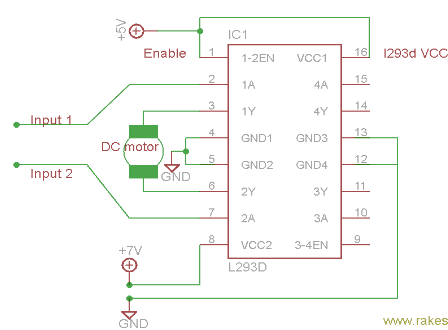 +5V
IC1
Enable
I293d VCC
1 1-2EN VCC1 16
2 1A 4A 15
3 1Y 4Y 14
Input 1
4 GND1 GND3 13
DC motor
5 GND2 GND4 12
Input 2
GND
6 2Y 3Y 11
7 2A 3A 10
8 VCC2 3-4EN 9
+7V
L293D
GND
www.rakes